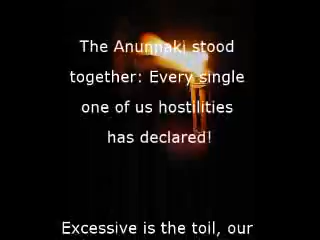 The Anunnaki stood
together: Every single
one of us hostilities
has declared!
Excessive is the toil, our